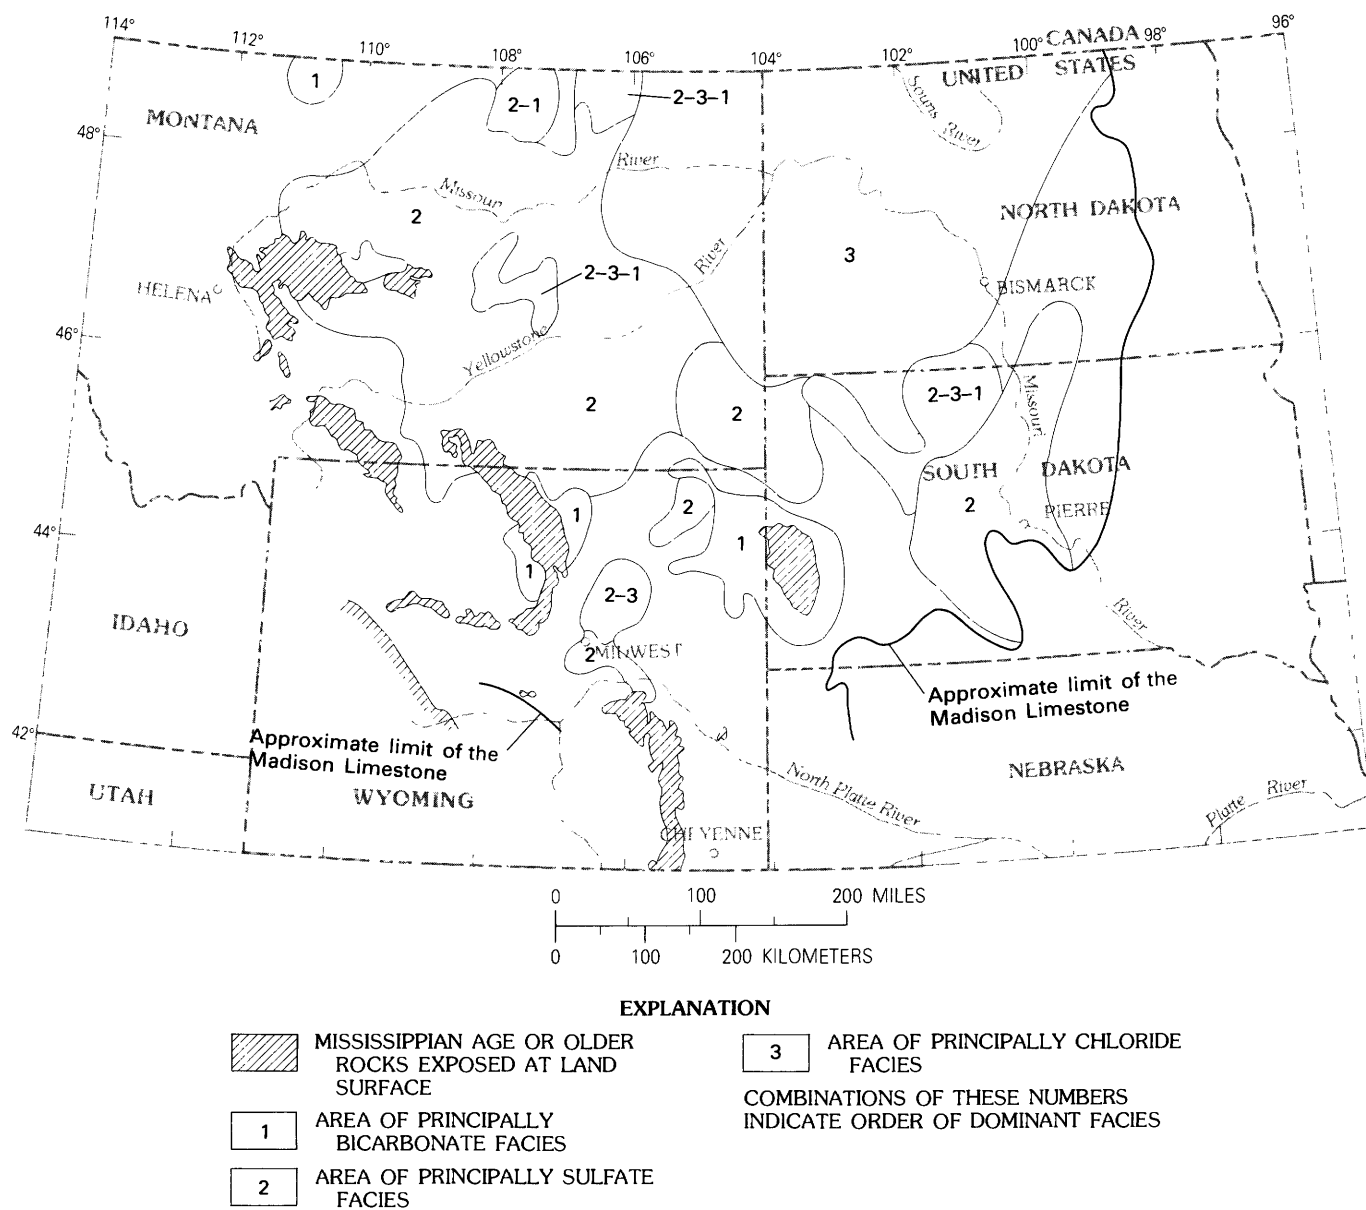 114°
112°
110°
108°
106°
104°
102°
100°
CANADA
98°
96°
UNITED STATES
1
2-1
2-3-1
Souris River
MONTANA
48°
River
Missouri
2
NORTH DAKOTA
River
3
2-3-1
HELENA
BISMARCK
46°
Yellowstone
2
2
2-3-1
Missouri
SOUTH DAKOTA
2
PIERRE
1
2
44°
1
1
2-3
IDAHO
River
2
MIDWEST
Approximate limit of the
Madison Limestone
42°
Approximate limit of the
Madison Limestone
NEBRASKA
UTAH
WYOMING
North Platte River
Platte River
CHEYENNE
0 100 200 MILES
0 100 200 KILOMETERS
EXPLANATION
MISSISSIPPIAN AGE OR OLDER
ROCKS EXPOSED AT LAND
SURFACE
1
AREA OF PRINCIPALLY
BICARBONATE FACIES
2
AREA OF PRINCIPALLY SULFATE
FACIES
3
AREA OF PRINCIPALLY CHLORIDE
FACIES
COMBINATIONS OF THESE NUMBERS
INDICATE ORDER OF DOMINANT FACIES